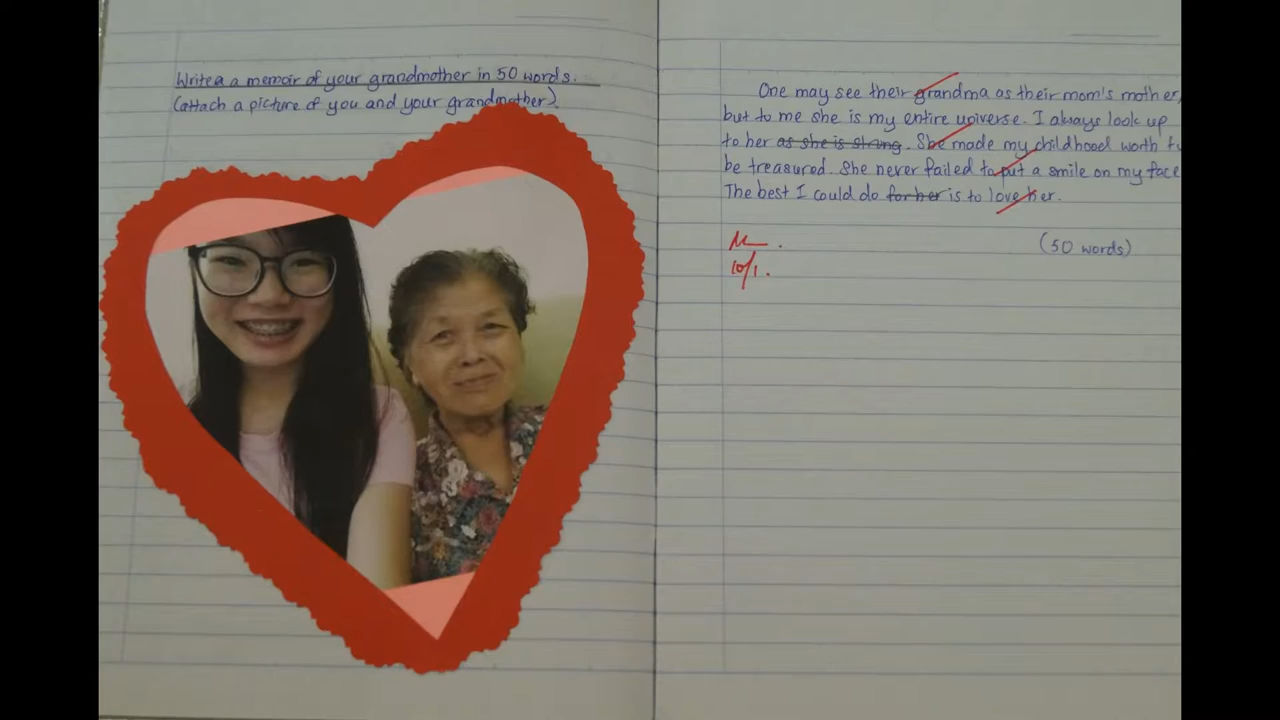 Write a a memoir of your grandmother in 50 words.
(attach a picture of you and your grandmother).
One may see their grandma as their mom's mother,
but to me she is my entire universe. I always look up
to her as she is strong. She made my childhood worth t
be treasured. She never failed to put a smile on my face
The best I could do for her is to love her.
(50 words)
10/1.